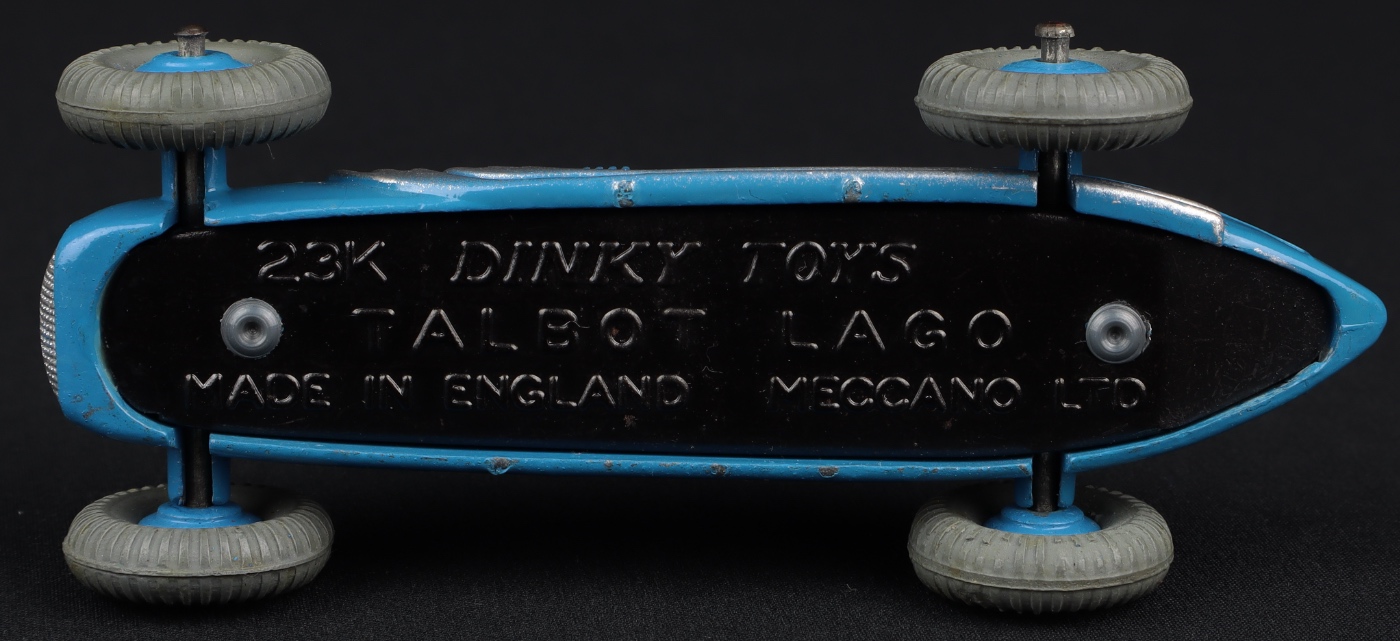 23K DINKY TOYS
TALBOT LAGO
MADE IN ENGLAND MECCANO LTD